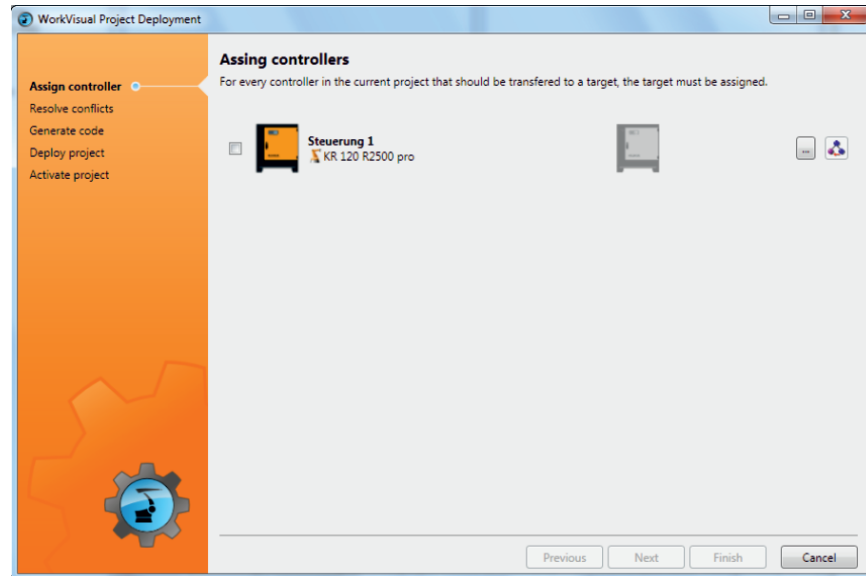 WorkVisual Project Deployment
Assign controller
Resolve conflicts
Generate code
Deploy project
Activate project
Assing controllers
For every controller in the current project that should be transfered to a target, the target must be assigned.
Steuerung 1
KR 120 R2500 pro
...
Previous Next Finish Cancel